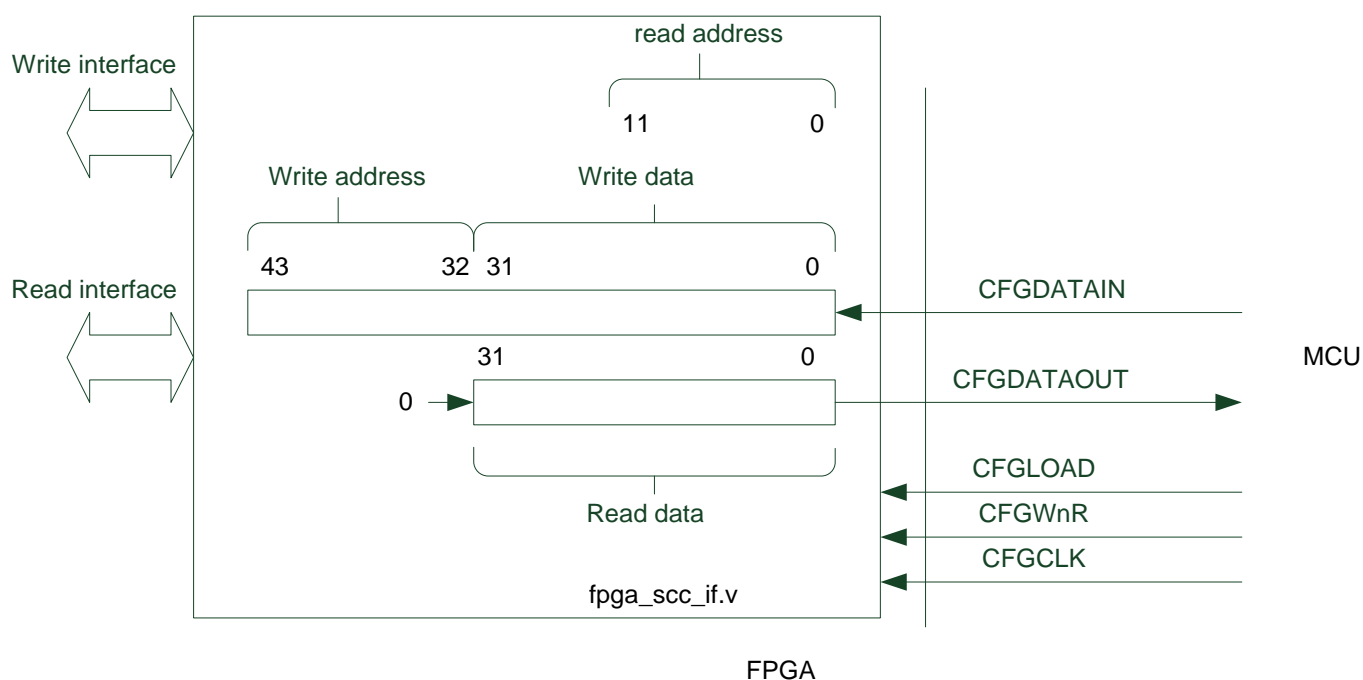 read address
Write interface
11 0
Write address Write data
43 32 31 0
Read interface
CFGDATAIN
31 0
MCU
CFGDATAOUT
0
CFGLOAD
Read data
CFGWnR
CFGCLK
fpga_scc_if.v
FPGA